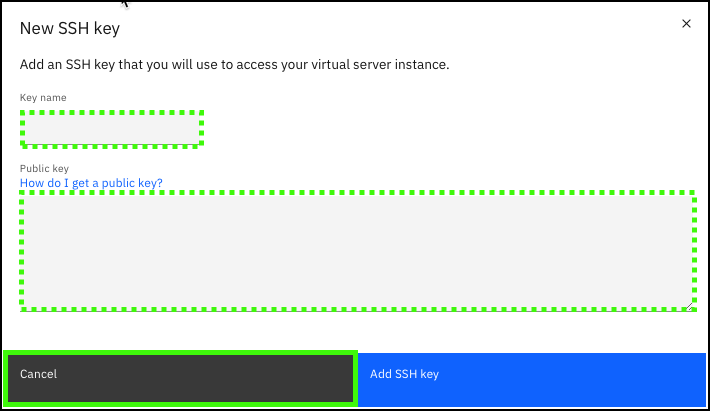 New SSH key
Add an SSH key that you will use to access your virtual server instance.
Key name
Public key
How do I get a public key?
Cancel
Add SSH key